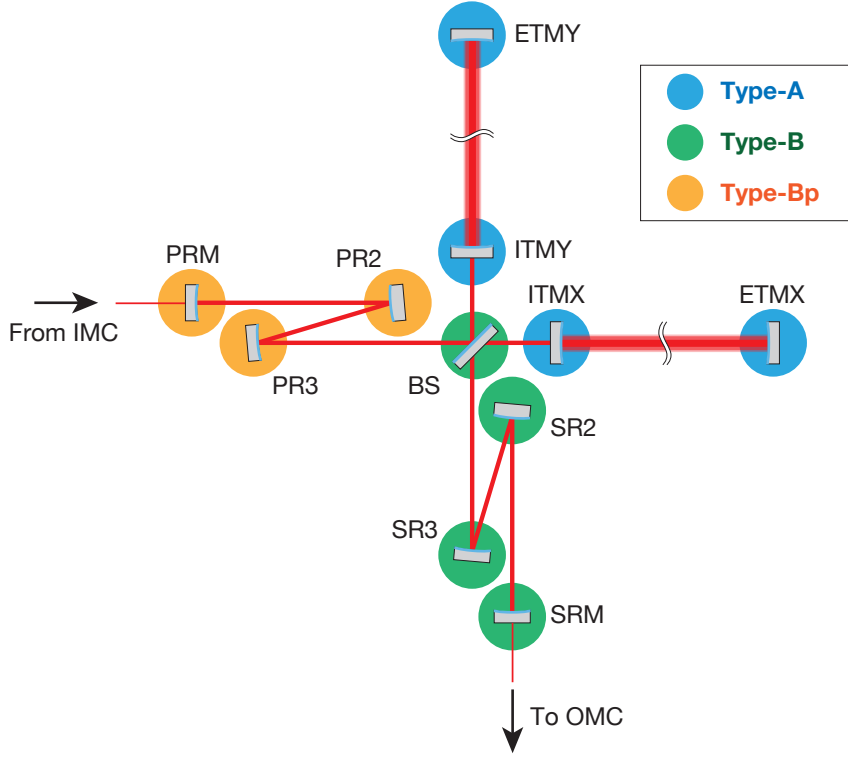 ETMY
Type-A
Type-B
Type-Bp
ITMY
PRM
PR2
ITMX
ETMX
From IMC
PR3
BS
SR2
SR3
SRM
To OMC